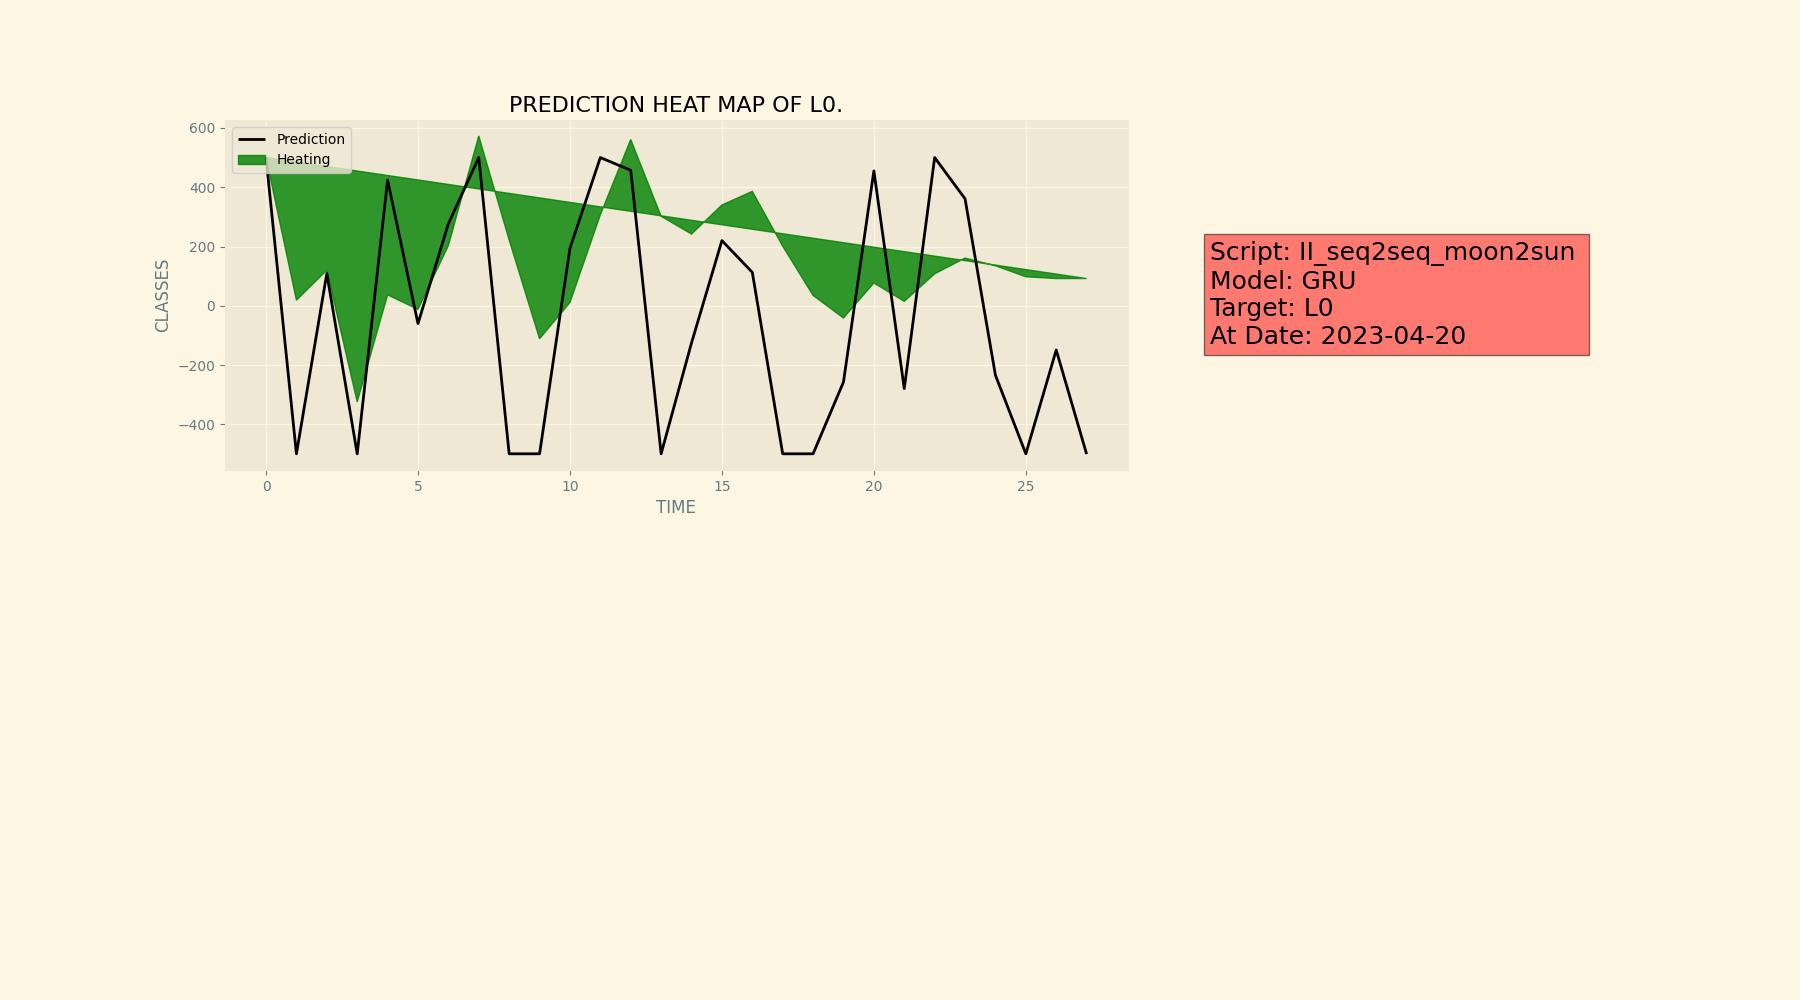 PREDICTION HEAT MAP OF L0.
Prediction
Heating
600
400
200
0
−200
−400
CLASSES
0 5 10 15 20 25
TIME
Script: II_seq2seq_moon2sun
Model: GRU
Target: L0
At Date: 2023-04-20